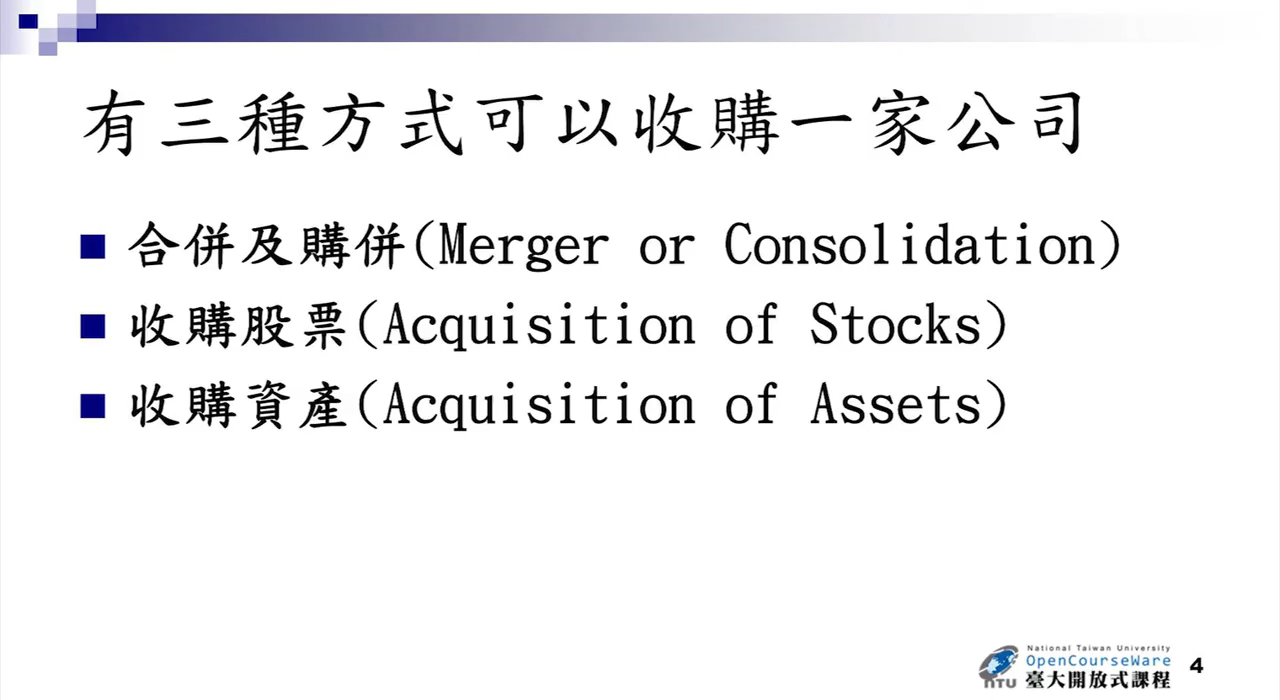 有三種方式可以收購一家公司
合併及購併(Merger or Consolidation)
收購股票(Acquisition of Stocks)
收購資產(Acquisition of Assets)
National Taiwan University
OpenCourseWare
NTU 臺大開放式課程
4